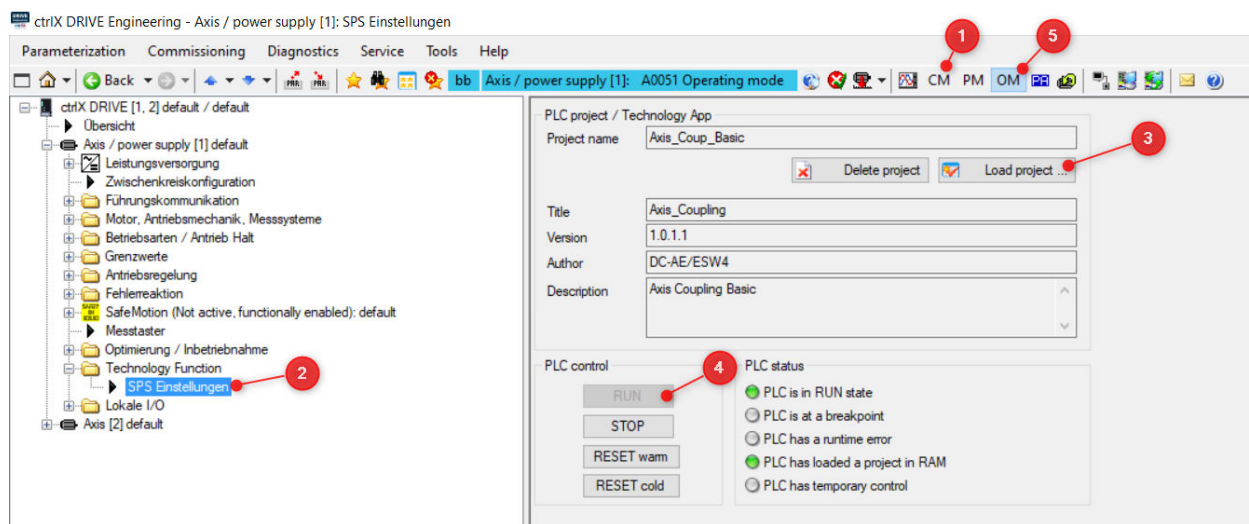 ctrlX DRIVE Engineering - Axis / power supply [1]: SPS Einstellungen
Parameterization Commissioning Diagnostics Service Tools Help
1
5
Back bb Axis / power supply [1]: A0051 Operating mode CM PM OM
ctrlX DRIVE [1, 2] default / default
Übersicht
Axis / power supply [1] default
Leistungsversorgung
Zwischenkreiskonfiguration
Führungskommunikation
Motor, Antriebsmechanik, Messsysteme
Betriebsarten / Antrieb Halt
Grenzwerte
Antriebsregelung
Fehlerreaktion
SafeMotion (Not active, functionally enabled): default
Messtaster
Optimierung / Inbetriebnahme
Technology Function
SPS Einstellungen
2
Lokale I/O
Axis [2] default
PLC project / Technology App
Project name Axis_Coup_Basic
3
Delete project Load project ...
Title Axis_Coupling
Version 1.0.1.1
Author DC-AE/ESW4
Description Axis Coupling Basic
PLC control
4
RUN
STOP
RESET warm
RESET cold
PLC status
PLC is in RUN state
PLC is at a breakpoint
PLC has a runtime error
PLC has loaded a project in RAM
PLC has temporary control